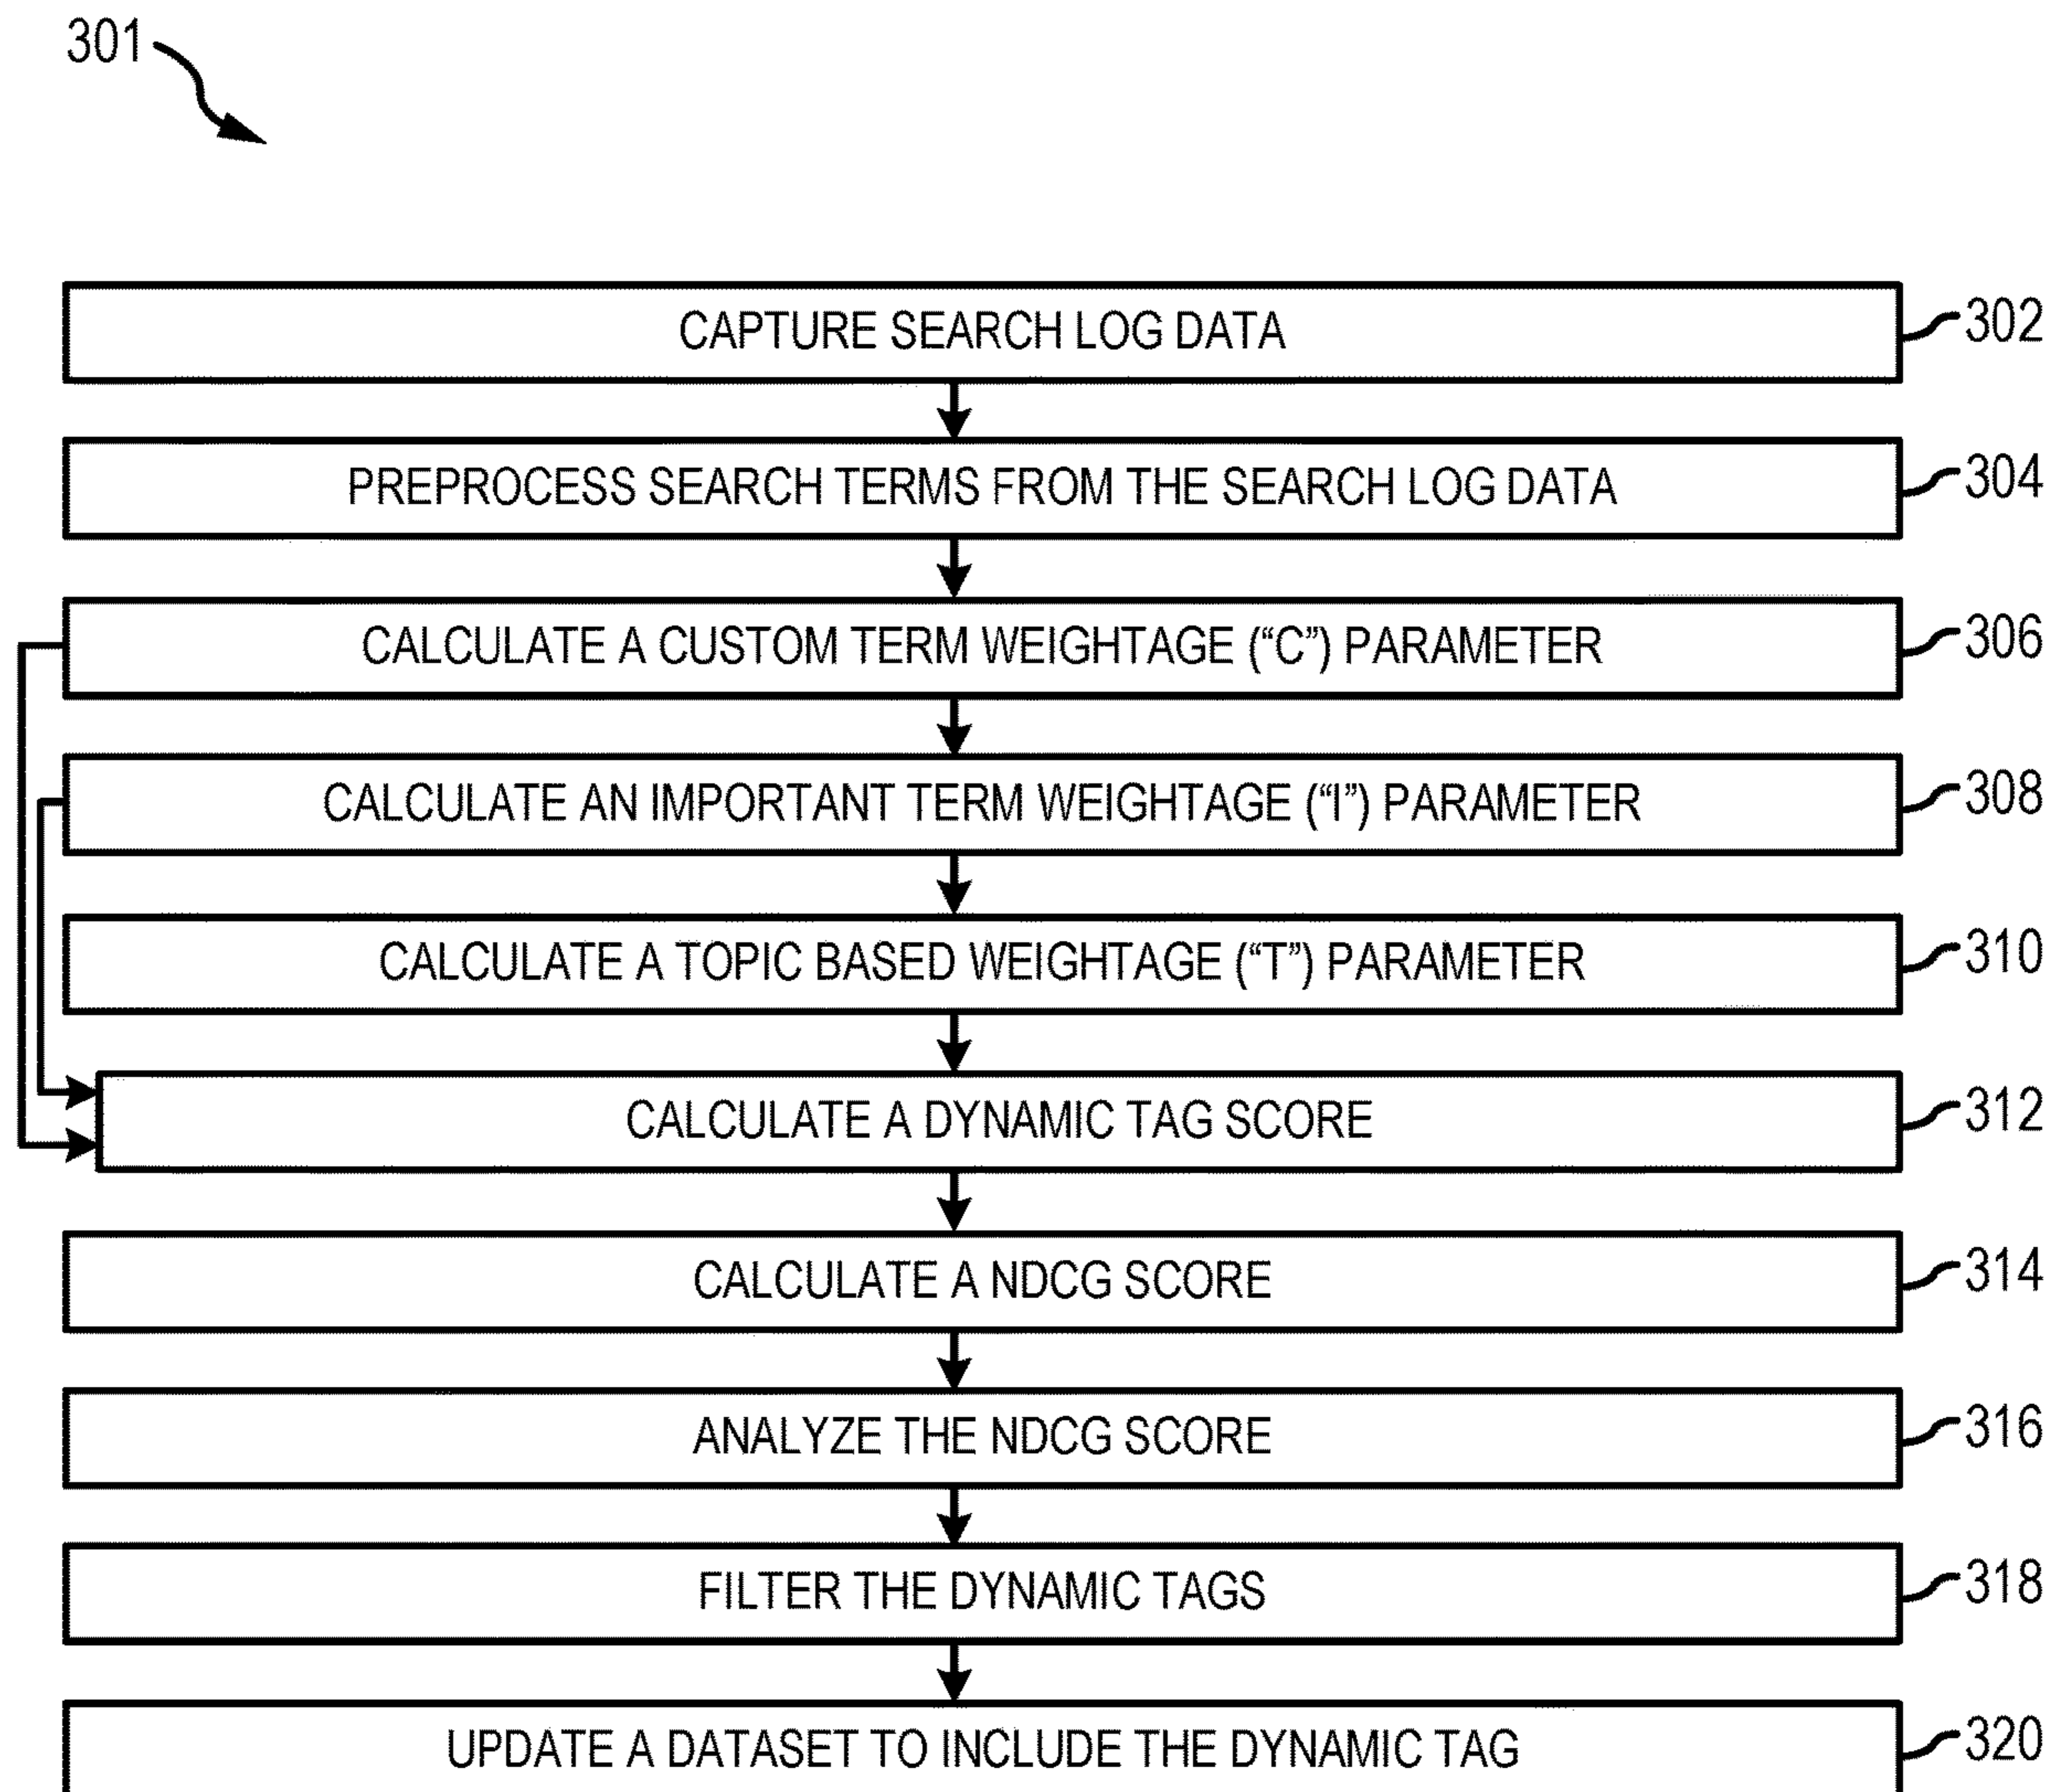 301
CAPTURE SEARCH LOG DATA 302
PREPROCESS SEARCH TERMS FROM THE SEARCH LOG DATA 304
CALCULATE A CUSTOM TERM WEIGHTAGE (“C”) PARAMETER 306
CALCULATE AN IMPORTANT TERM WEIGHTAGE (“I”) PARAMETER 308
CALCULATE A TOPIC BASED WEIGHTAGE (“T”) PARAMETER 310
CALCULATE A DYNAMIC TAG SCORE 312
CALCULATE A NDCG SCORE 314
ANALYZE THE NDCG SCORE 316
FILTER THE DYNAMIC TAGS 318
UPDATE A DATASET TO INCLUDE THE DYNAMIC TAG 320